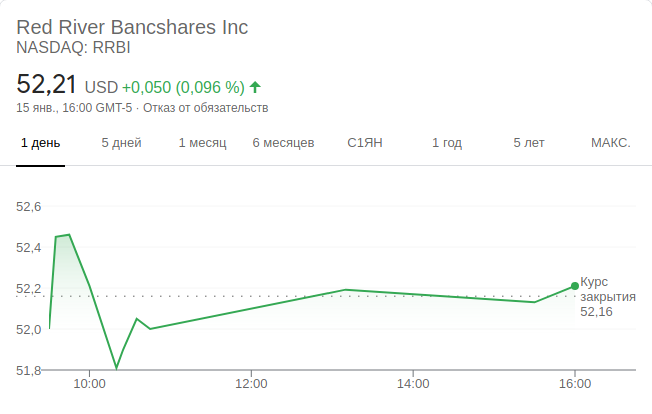 Red River Bancshares Inc
NASDAQ: RRBI
52,21 USD +0,050 (0,096 %)
15 янв., 16:00 GMT-5 · Отказ от обязательств
1 день 5 дней 1 месяц 6 месяцев С1ЯН 1 год 5 лет МАКС.
52,6
52,4
52,2
52,0
51,8
Курс
закрытия
52,16
10:00 12:00 14:00 16:00